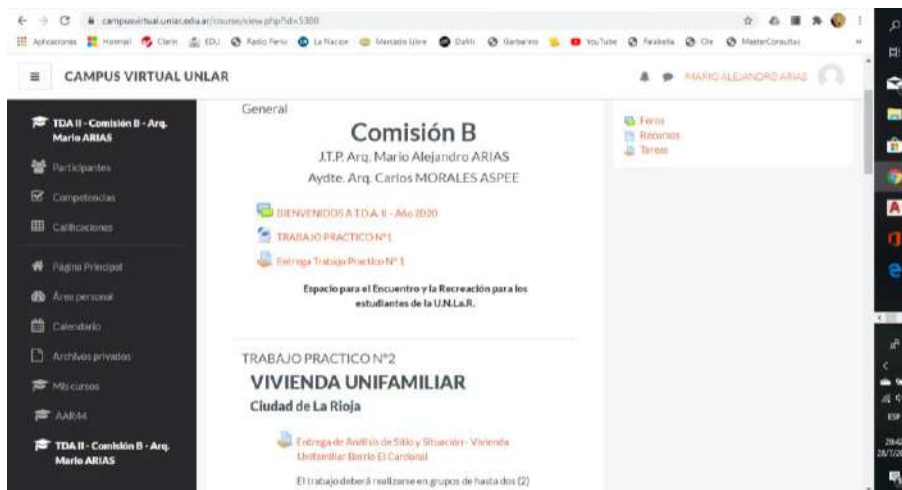 campusvirtual.unlar.edu.ar/course/view.php?id=5388
Aplicaciones Hotmail Clarin EDU Radio Fenix La Nacion Mercado Libre Dafiti Garbarino YouTube Falabella Cle MasterConsultas
CAMPUS VIRTUAL UNLAR
MARIO ALEJANDRO ARIAS
TDA II - Comisión B - Arq.
Mario ARIAS
Participantes
Competencias
Calificaciones
Página Principal
Área personal
Calendario
Archivos privados
Mis cursos
AAR44
TDA II - Comisión B - Arq.
Mario ARIAS
General
Comisión B
J.T.P. Arq. Mario Alejandro ARIAS
Aydte. Arq. Carlos MORALES ASPEE
BIENVENIDOS A T.D.A. II - Año 2020
TRABAJO PRACTICO N°1
Entrega Trabajo Practico N° 1
Espacio para el Encuentro y la Recreación para los
estudiantes de la U.N.La.R.
TRABAJO PRACTICO N°2
VIVIENDA UNIFAMILIAR
Ciudad de La Rioja
Entrega de Análisis de Sitio y Situación - Vivienda
Unifamiliar Barrio El Cardonal
El trabajo deberá realizarse en grupos de hasta dos (2)
Foros
Recursos
Tareas
ESP
20:42